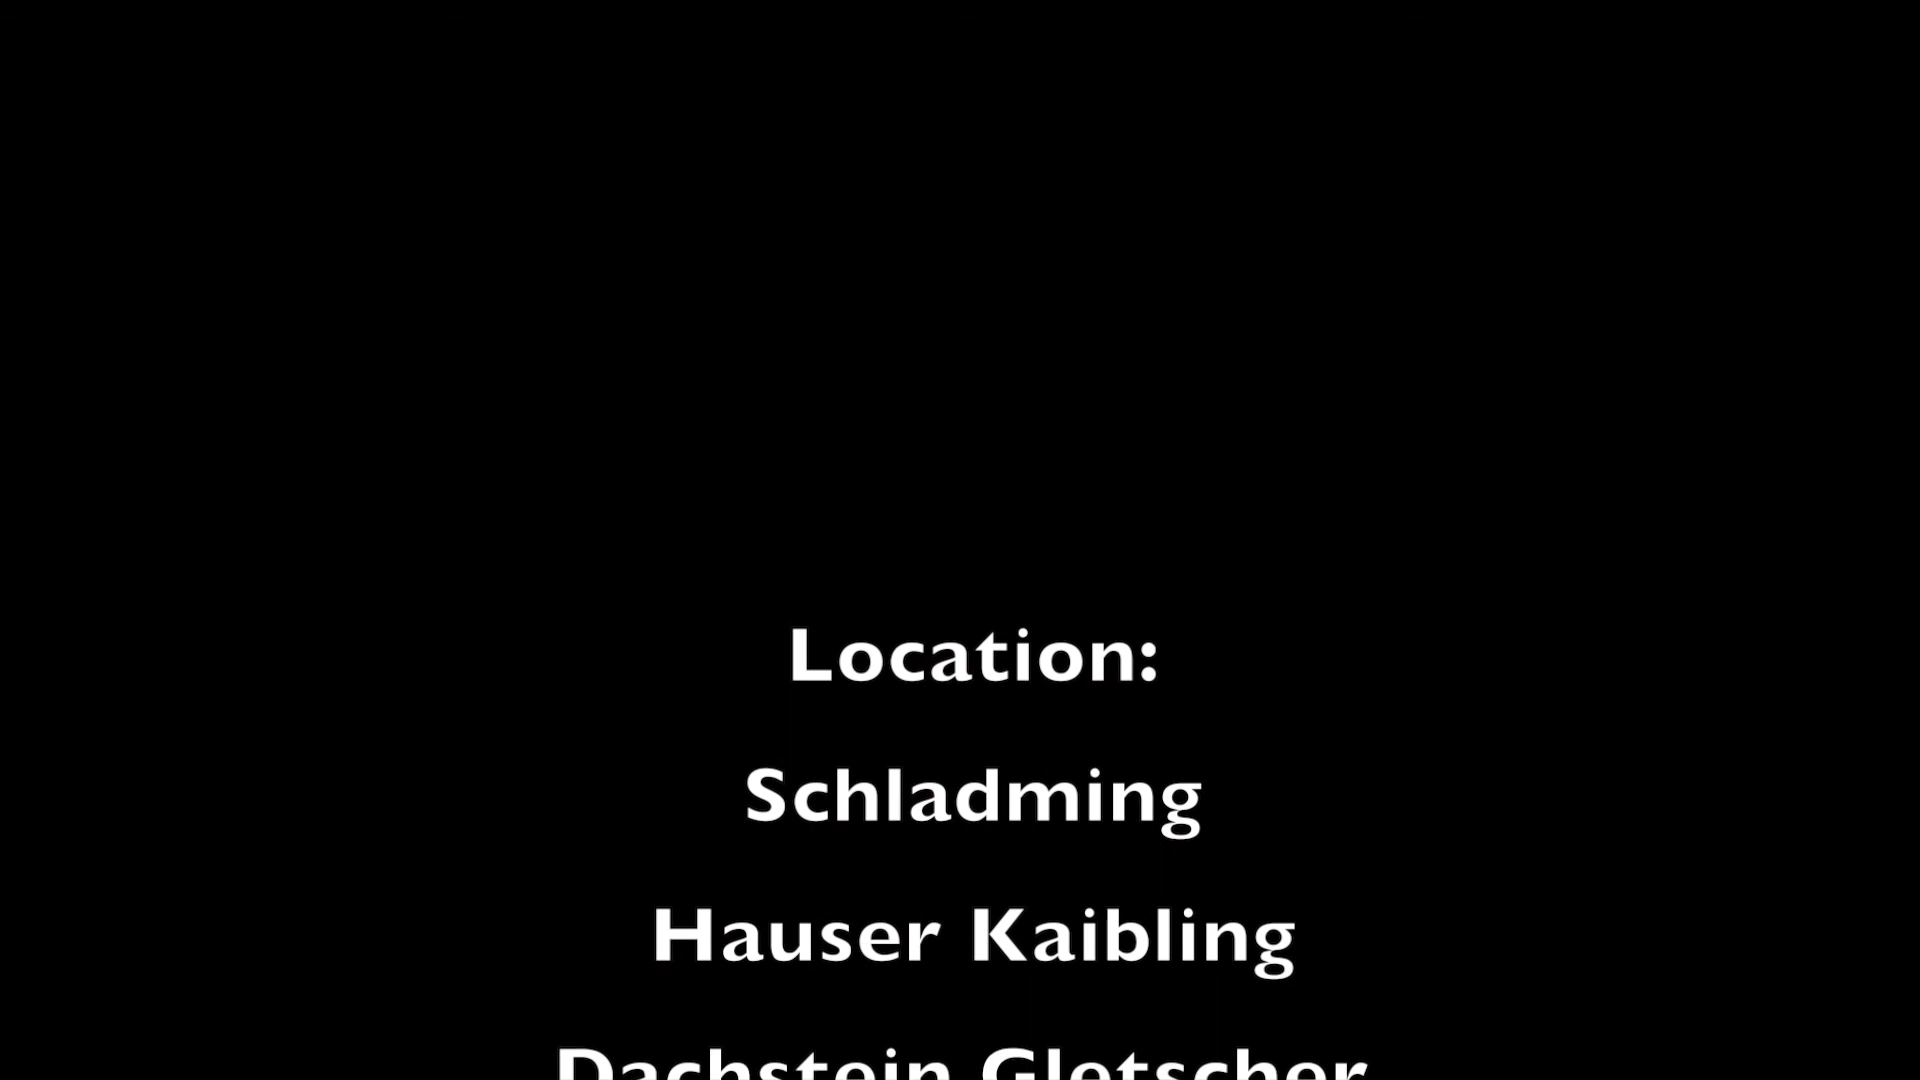 Location:
Schladming
Hauser Kaibling
Dachstein Gletscher